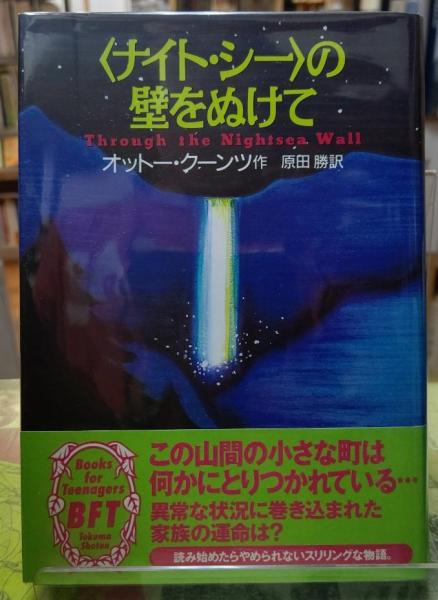 〈ナイト・シー〉の
壁をぬけて
Through the Nightsea Wall
オットー・クーンツ作 原田 勝訳
この山間の小さな町は
何かにとりつかれている…
異常な状況に巻き込まれた
家族の運命は?
読み始めたらやめられないスリリングな物語。
Books
for
Teenagers
BFT
Tokuma
Shoten